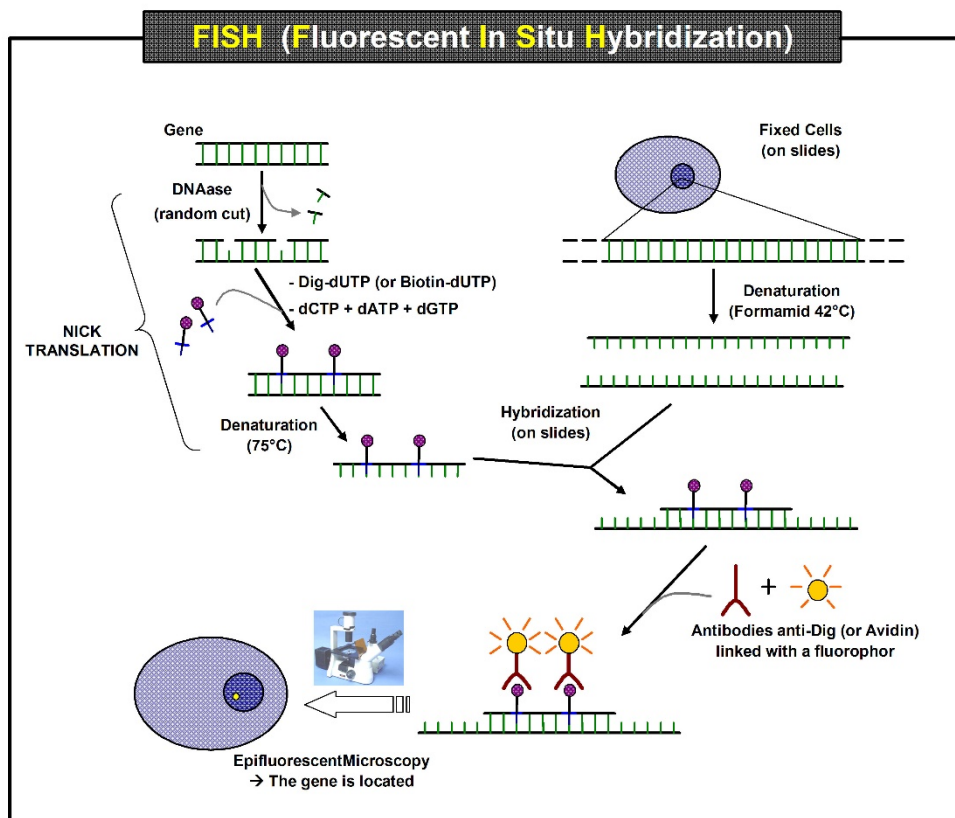 FISH (Fluorescent In Situ Hybridization)
Gene
DNAase
(random cut)
- Dig-dUTP (or Biotin-dUTP)
- dCTP + dATP + dGTP
NICK
TRANSLATION
Denaturation
(75°C)
Fixed Cells
(on slides)
Denaturation
(Formamid 42°C)
Hybridization
(on slides)
+
Antibodies anti-Dig (or Avidin)
linked with a fluorophor
EpifluorescentMicroscopy
→ The gene is located